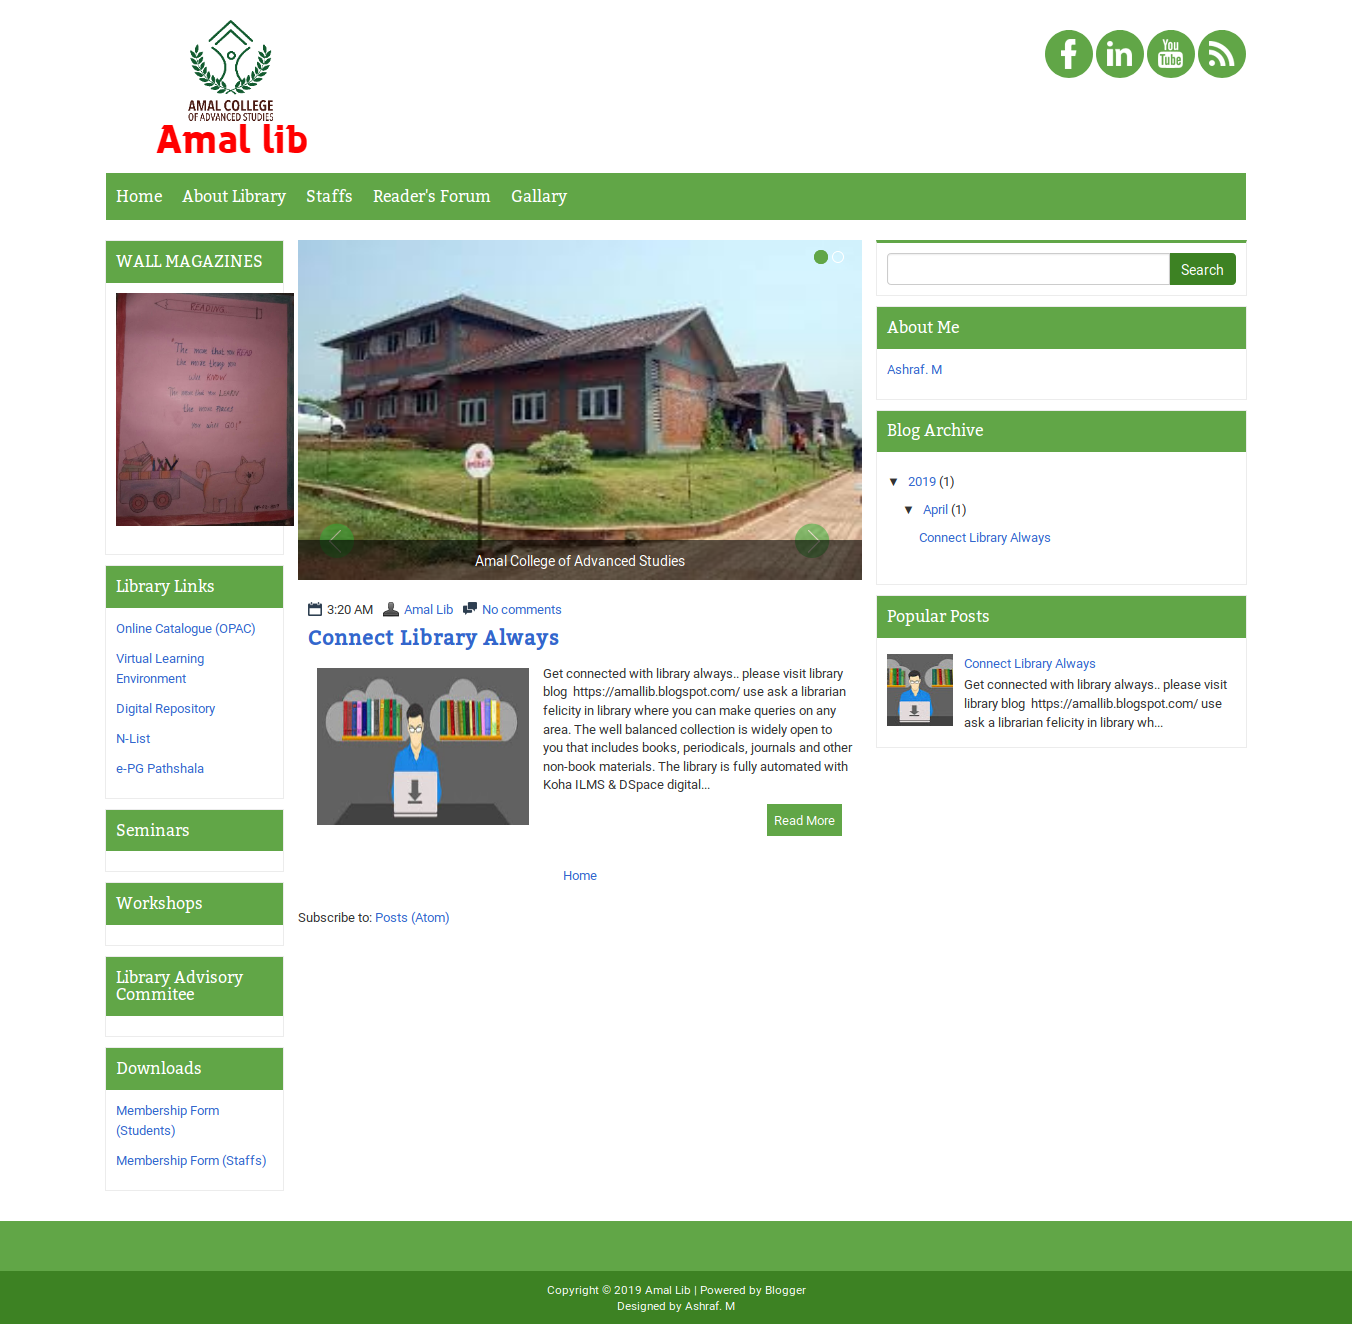 AMAL COLLEGE
OF ADVANCED STUDIES
Amal lib
You
Tube
Home
About Library
Staffs
Reader's Forum
Gallary
WALL MAGAZINES
READING
"The more that you READ
the more things you
will KNOW
The more that you LEARN
the more PLACES
you will GO!"
Library Links
Online Catalogue (OPAC)
Virtual Learning
Environment
Digital Repository
N-List
e-PG Pathshala
Seminars
Workshops
Library Advisory
Commitee
Downloads
Membership Form
(Students)
Membership Form (Staffs)
Amal College of Advanced Studies
3:20 AM Amal Lib No comments
Connect Library Always
Get connected with library always.. please visit library
blog  https://amallib.blogspot.com/ use ask a librarian
felicity in library where you can make queries on any
area. The well balanced collection is widely open to
you that includes books, periodicals, journals and other
non-book materials. The library is fully automated with
Koha ILMS & DSpace digital...
Read More
Home
Subscribe to: Posts (Atom)
Search
About Me
Ashraf. M
Blog Archive
▼ 2019 (1)
▼ April (1)
Connect Library Always
Popular Posts
Connect Library Always
Get connected with library always.. please visit
library blog  https://amallib.blogspot.com/ use
ask a librarian felicity in library wh...
Copyright © 2019 Amal Lib | Powered by Blogger
Designed by Ashraf. M